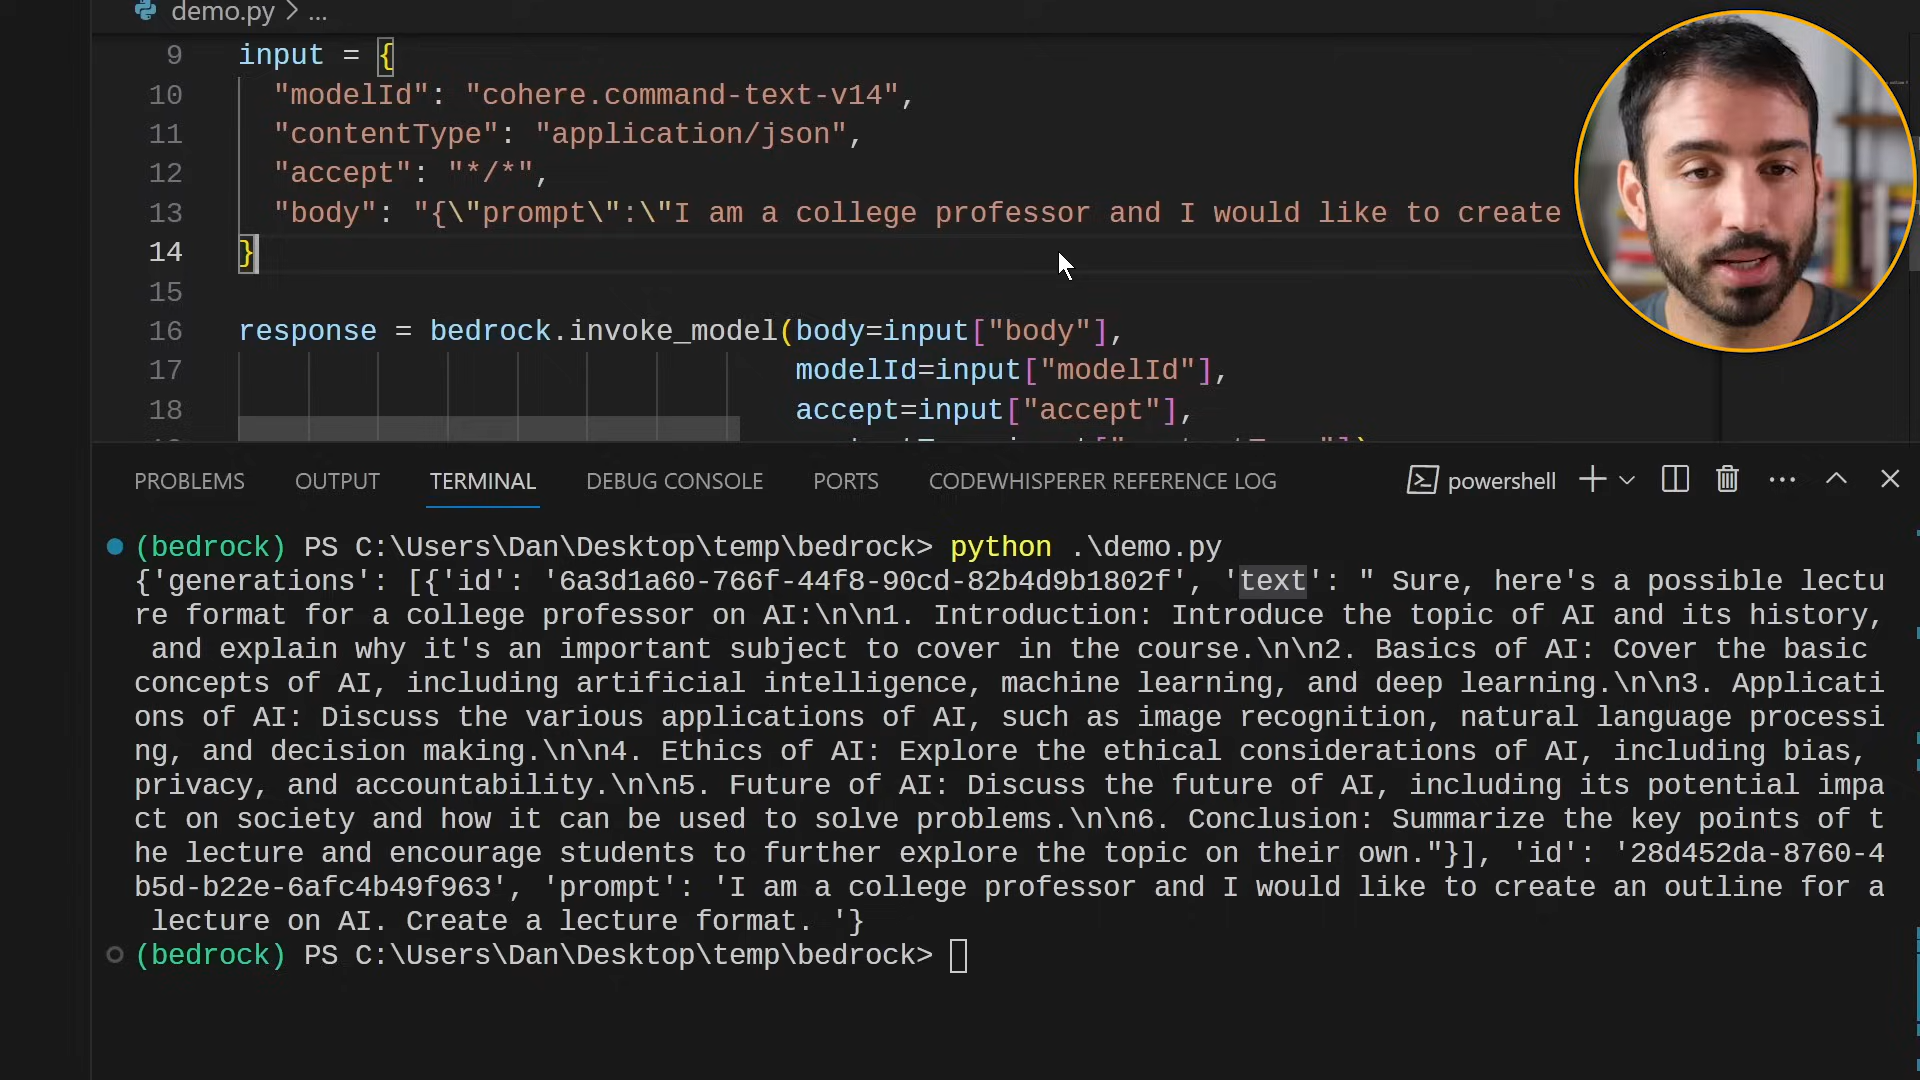 demo.py > ...
9 input = {
10 "modelId": "cohere.command-text-v14",
11 "contentType": "application/json",
12 "accept": "*/*",
13 "body": "{\"prompt\":\"I am a college professor and I would like to create
14 }
15
16 response = bedrock.invoke_model(body=input["body"],
17 modelId=input["modelId"],
18 accept=input["accept"],
PROBLEMS OUTPUT TERMINAL DEBUG CONSOLE PORTS CODEWHISPERER REFERENCE LOG powershell
(bedrock) PS C:\Users\Dan\Desktop\temp\bedrock> python .\demo.py
{'generations': [{'id': '6a3d1a60-766f-44f8-90cd-82b4d9b1802f', 'text': " Sure, here's a possible lectu
re format for a college professor on AI:\n\n1. Introduction: Introduce the topic of AI and its history,
and explain why it's an important subject to cover in the course.\n\n2. Basics of AI: Cover the basic
concepts of AI, including artificial intelligence, machine learning, and deep learning.\n\n3. Applicati
ons of AI: Discuss the various applications of AI, such as image recognition, natural language processi
ng, and decision making.\n\n4. Ethics of AI: Explore the ethical considerations of AI, including bias,
privacy, and accountability.\n\n5. Future of AI: Discuss the future of AI, including its potential impa
ct on society and how it can be used to solve problems.\n\n6. Conclusion: Summarize the key points of t
he lecture and encourage students to further explore the topic on their own."}], 'id': '28d452da-8760-4
b5d-b22e-6afc4b49f963', 'prompt': 'I am a college professor and I would like to create an outline for a
lecture on AI. Create a lecture format. '}
(bedrock) PS C:\Users\Dan\Desktop\temp\bedrock>